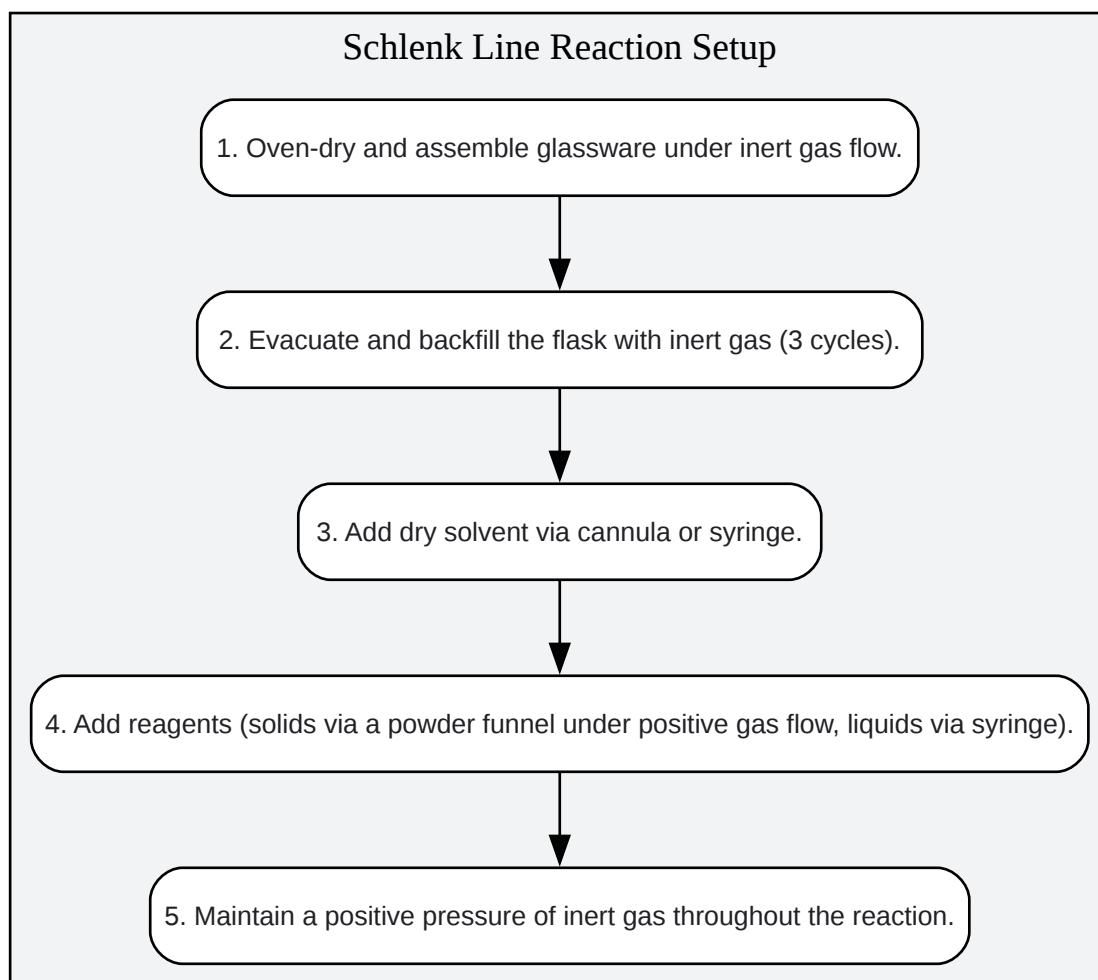 Schlenk Line Reaction Setup
1. Oven-dry and assemble glassware under inert gas flow.
2. Evacuate and backfill the flask with inert gas (3 cycles).
3. Add dry solvent via cannula or syringe.
4. Add reagents (solids via a powder funnel under positive gas flow, liquids via syringe).
5. Maintain a positive pressure of inert gas throughout the reaction.